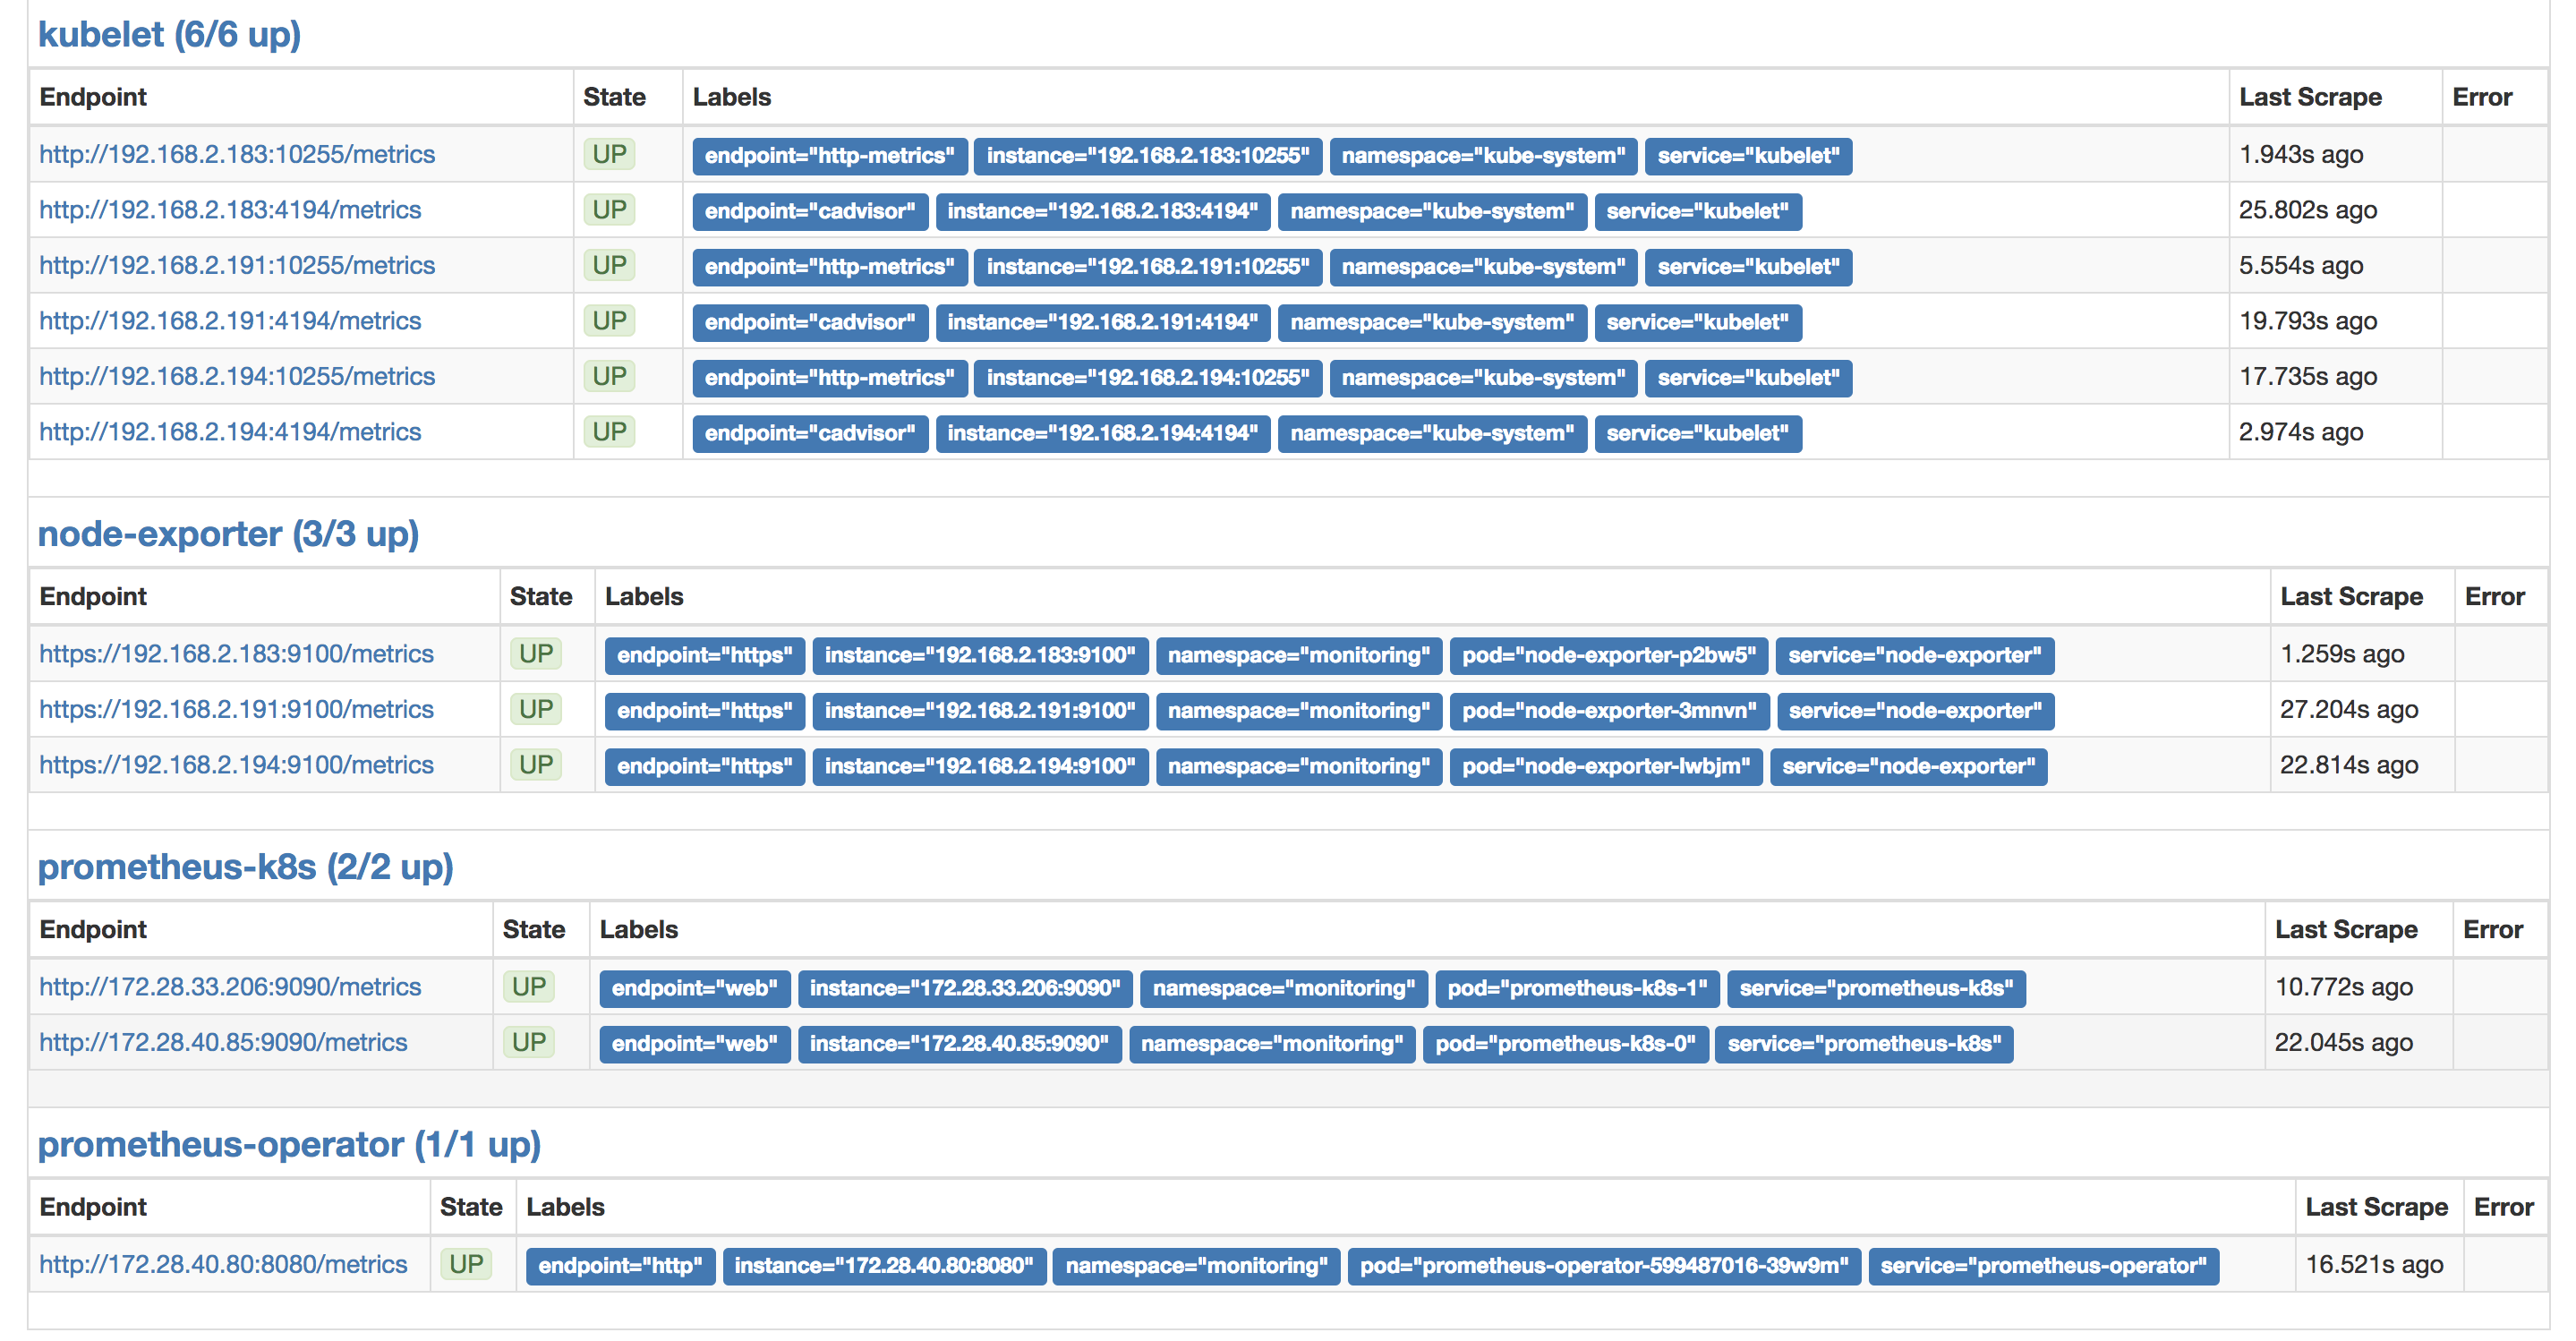 kubelet (6/6 up)
Endpoint State Labels Last Scrape Error
http://192.168.2.183:10255/metrics UP endpoint="http-metrics" instance="192.168.2.183:10255" namespace="kube-system" service="kubelet" 1.943s ago
http://192.168.2.183:4194/metrics UP endpoint="cadvisor" instance="192.168.2.183:4194" namespace="kube-system" service="kubelet" 25.802s ago
http://192.168.2.191:10255/metrics UP endpoint="http-metrics" instance="192.168.2.191:10255" namespace="kube-system" service="kubelet" 5.554s ago
http://192.168.2.191:4194/metrics UP endpoint="cadvisor" instance="192.168.2.191:4194" namespace="kube-system" service="kubelet" 19.793s ago
http://192.168.2.194:10255/metrics UP endpoint="http-metrics" instance="192.168.2.194:10255" namespace="kube-system" service="kubelet" 17.735s ago
http://192.168.2.194:4194/metrics UP endpoint="cadvisor" instance="192.168.2.194:4194" namespace="kube-system" service="kubelet" 2.974s ago
node-exporter (3/3 up)
Endpoint State Labels Last Scrape Error
https://192.168.2.183:9100/metrics UP endpoint="https" instance="192.168.2.183:9100" namespace="monitoring" pod="node-exporter-p2bw5" service="node-exporter" 1.259s ago
https://192.168.2.191:9100/metrics UP endpoint="https" instance="192.168.2.191:9100" namespace="monitoring" pod="node-exporter-3mnvn" service="node-exporter" 27.204s ago
https://192.168.2.194:9100/metrics UP endpoint="https" instance="192.168.2.194:9100" namespace="monitoring" pod="node-exporter-lwbjm" service="node-exporter" 22.814s ago
prometheus-k8s (2/2 up)
Endpoint State Labels Last Scrape Error
http://172.28.33.206:9090/metrics UP endpoint="web" instance="172.28.33.206:9090" namespace="monitoring" pod="prometheus-k8s-1" service="prometheus-k8s" 10.772s ago
http://172.28.40.85:9090/metrics UP endpoint="web" instance="172.28.40.85:9090" namespace="monitoring" pod="prometheus-k8s-0" service="prometheus-k8s" 22.045s ago
prometheus-operator (1/1 up)
Endpoint State Labels Last Scrape Error
http://172.28.40.80:8080/metrics UP endpoint="http" instance="172.28.40.80:8080" namespace="monitoring" pod="prometheus-operator-599487016-39w9m" service="prometheus-operator" 16.521s ago